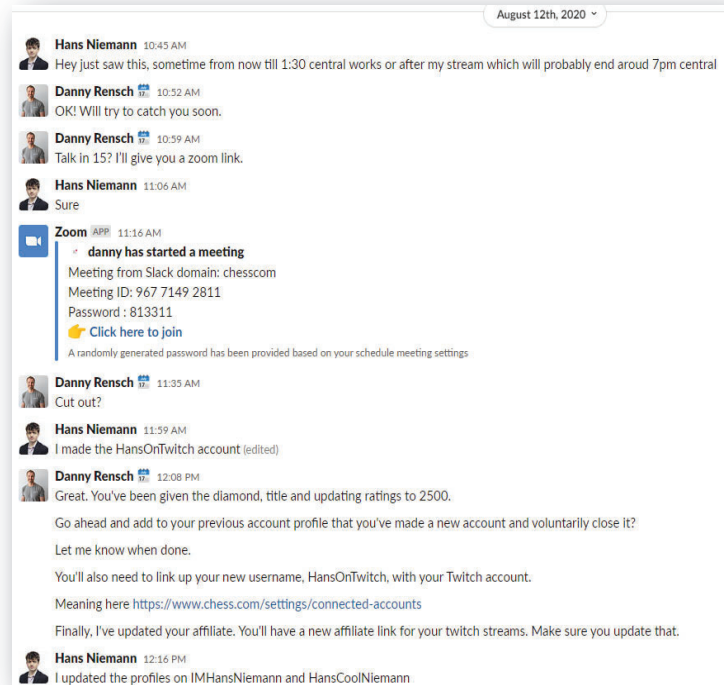 August 12th, 2020
Hans Niemann 10:45 AM
Hey just saw this, sometime from now till 1:30 central works or after my stream which will probably end aroud 7pm central
Danny Rensch 17 10:52 AM
OK! Will try to catch you soon.
Danny Rensch 17 10:59 AM
Talk in 15? I'll give you a zoom link.
Hans Niemann 11:06 AM
Sure
Zoom APP 11:16 AM
danny has started a meeting
Meeting from Slack domain: chesscom
Meeting ID: 967 7149 2811
Password : 813311
👉 Click here to join
A randomly generated password has been provided based on your schedule meeting settings
Danny Rensch 17 11:35 AM
Cut out?
Hans Niemann 11:59 AM
I made the HansOnTwitch account (edited)
Danny Rensch 17 12:08 PM
Great. You've been given the diamond, title and updating ratings to 2500.
Go ahead and add to your previous account profile that you've made a new account and voluntarily close it?
Let me know when done.
You'll also need to link up your new username, HansOnTwitch, with your Twitch account.
Meaning here https://www.chess.com/settings/connected-accounts
Finally, I've updated your affiliate. You'll have a new affiliate link for your twitch streams. Make sure you update that.
Hans Niemann 12:16 PM
I updated the profiles on IMHansNiemann and HansCoolNiemann